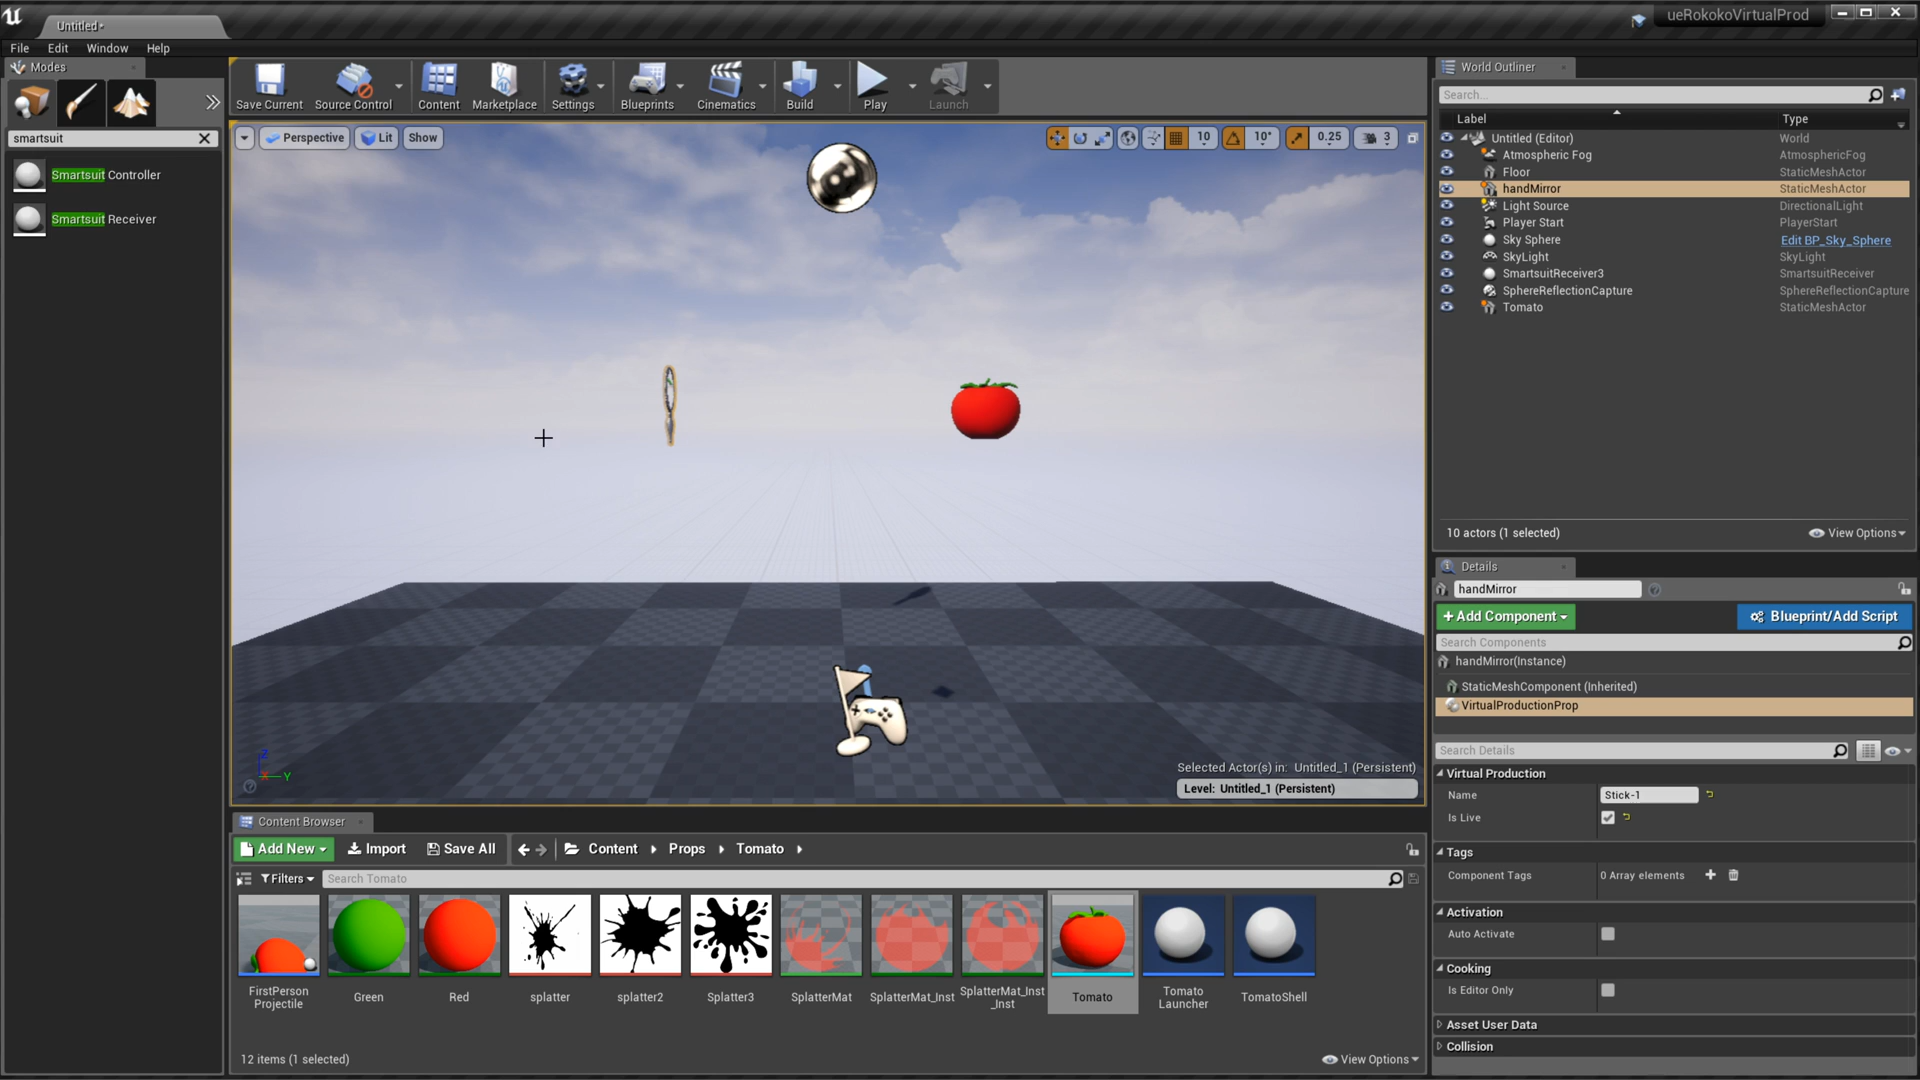 Untitled*
ueRokokoVirtualProd
File Edit Window Help
Modes
smartsuit
Smartsuit Controller
Smartsuit Receiver
Save Current
Source Control
Content
Marketplace
Settings
Blueprints
Cinematics
Build
Play
Launch
Perspective
Lit
Show
10
10°
0.25
3
Z
X
Y
Selected Actor(s) in: Untitled_1 (Persistent)
Level: Untitled_1 (Persistent)
World Outliner
Search...
Label Type
Untitled (Editor) World
Atmospheric Fog AtmosphericFog
Floor StaticMeshActor
handMirror StaticMeshActor
Light Source DirectionalLight
Player Start PlayerStart
Sky Sphere Edit BP_Sky_Sphere
SkyLight SkyLight
SmartsuitReceiver3 SmartsuitReceiver
SphereReflectionCapture SphereReflectionCapture
Tomato StaticMeshActor
10 actors (1 selected)
View Options
Details
handMirror
+ Add Component
Blueprint/Add Script
Search Components
handMirror(Instance)
StaticMeshComponent (Inherited)
VirtualProductionProp
Search Details
Virtual Production
Name Stick-1
Is Live
Tags
Component Tags 0 Array elements
Activation
Auto Activate
Cooking
Is Editor Only
Asset User Data
Collision
Content Browser
Add New
Import
Save All
Content
Props
Tomato
Filters
Search Tomato
FirstPerson
Projectile
Green
Red
splatter
splatter2
Splatter3
SplatterMat
SplatterMat_Inst
SplatterMat_Inst
_Inst
Tomato
Tomato
Launcher
TomatoShell
12 items (1 selected)
View Options